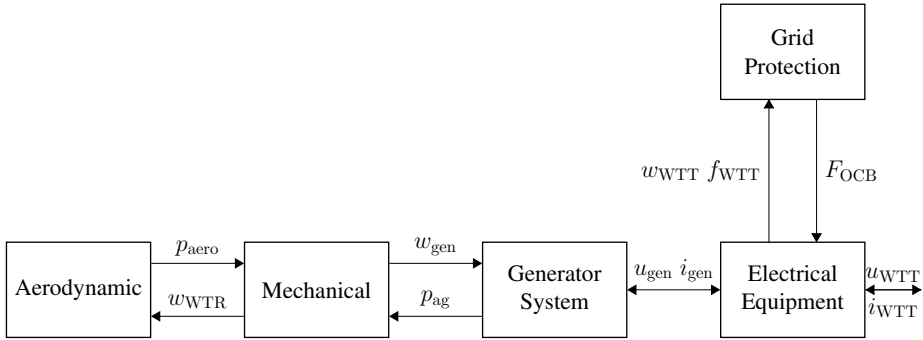 Grid
Protection
w_WTT f_WTT
F_OCB
Aerodynamic
p_aero
w_WTR
Mechanical
w_gen
p_ag
Generator
System
u_gen i_gen
Electrical
Equipment
u_WTT
i_WTT